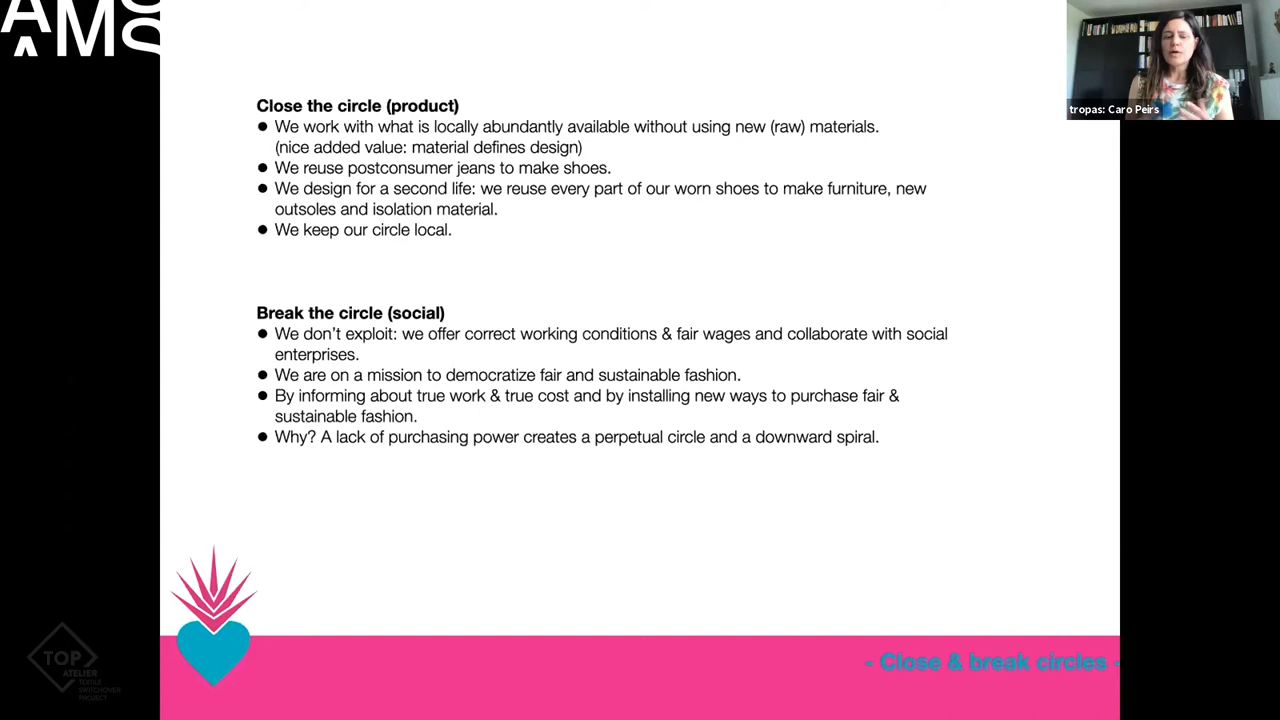 AMS
tropas: Caro Peirs
Close the circle (product)
● We work with what is locally abundantly available without using new (raw) materials.
(nice added value: material defines design)
● We reuse postconsumer jeans to make shoes.
● We design for a second life: we reuse every part of our worn shoes to make furniture, new
outsoles and isolation material.
● We keep our circle local.
Break the circle (social)
● We don’t exploit: we offer correct working conditions & fair wages and collaborate with social
enterprises.
● We are on a mission to democratize fair and sustainable fashion.
● By informing about true work & true cost and by installing new ways to purchase fair &
sustainable fashion.
● Why? A lack of purchasing power creates a perpetual circle and a downward spiral.
- Close & break circles -
TOP
ATELIER
TEXTILE
SWITCHOVER
PROJECT